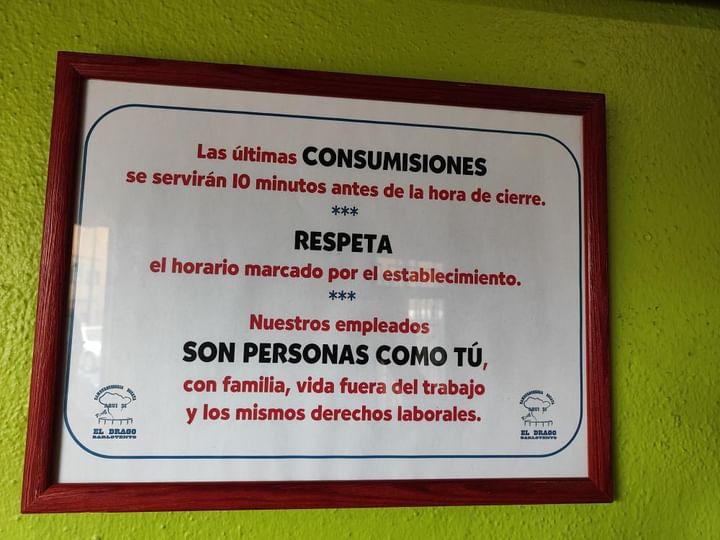 Las últimas CONSUMISIONES
se servirán 10 minutos antes de la hora de cierre.
***
RESPETA
el horario marcado por el establecimiento.
***
Nuestros empleados
SON PERSONAS COMO TÚ,
con familia, vida fuera del trabajo
y los mismos derechos laborales.
EL DRAGO
BARLOVENTO
EL DRAGO
BARLOVENTO